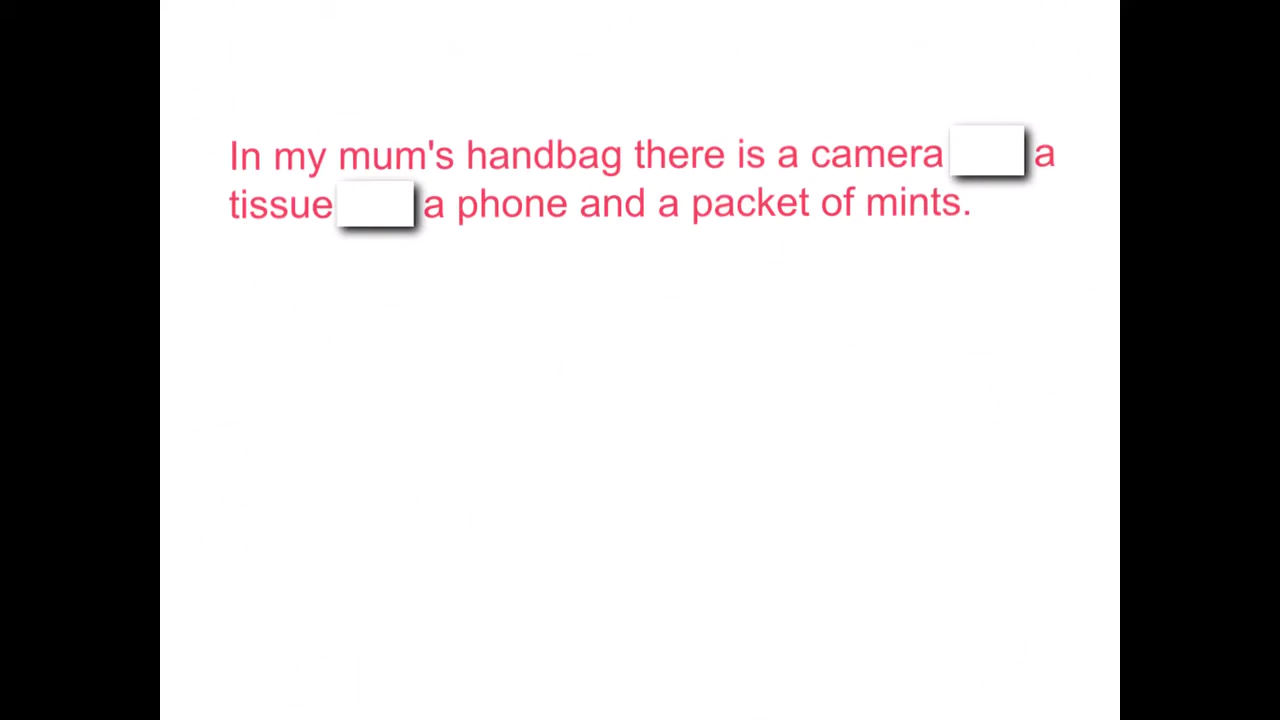 In my mum's handbag there is a camera a
tissue a phone and a packet of mints.